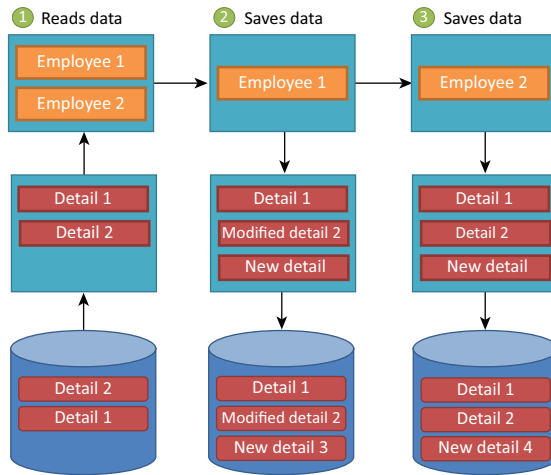 1 Reads data
Employee 1
Employee 2
Detail 1
Detail 2
Detail 2
Detail 1
2 Saves data
Employee 1
Detail 1
Modified detail 2
New detail
Detail 1
Modified detail 2
New detail 3
3 Saves data
Employee 2
Detail 1
Detail 2
New detail
Detail 1
Detail 2
New detail 4